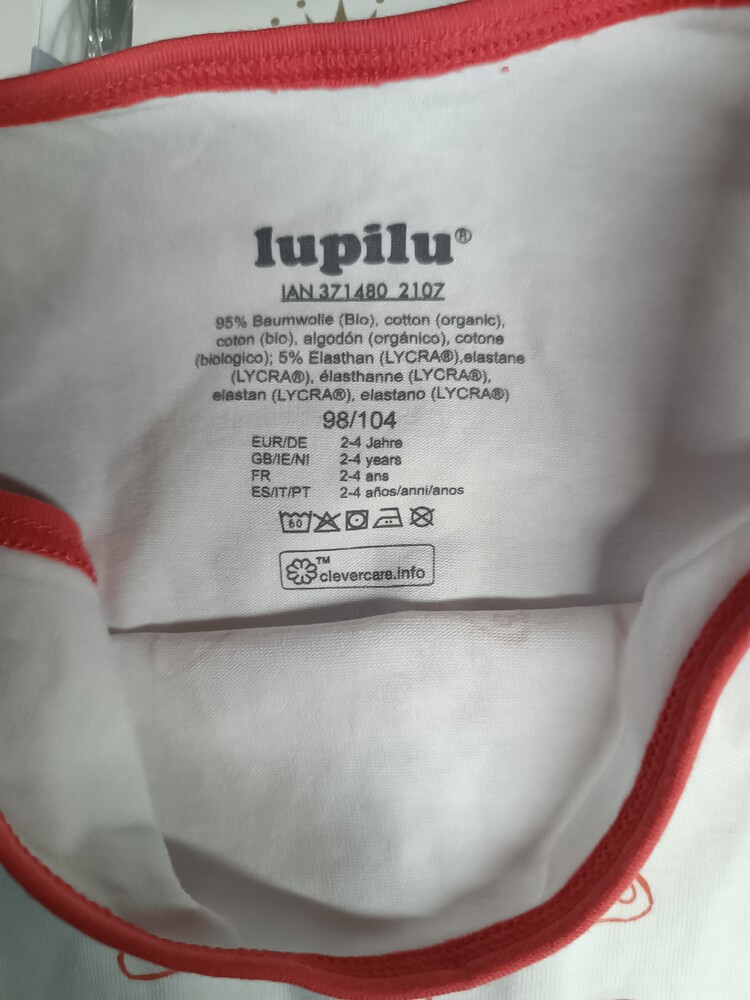 lupilu®
IAN 371480 2107
95% Baumwolle (Bio), cotton (organic),
coton (bio), algodón (orgánico), cotone
(biologico); 5% Elasthan (LYCRA®),elastane
(LYCRA®), élasthanne (LYCRA®),
elastan (LYCRA®), elastano (LYCRA®)
98/104
EUR/DE 2-4 Jahre
GB/IE/NI 2-4 years
FR 2-4 ans
ES/IT/PT 2-4 años/anni/anos
60
™
clevercare.info